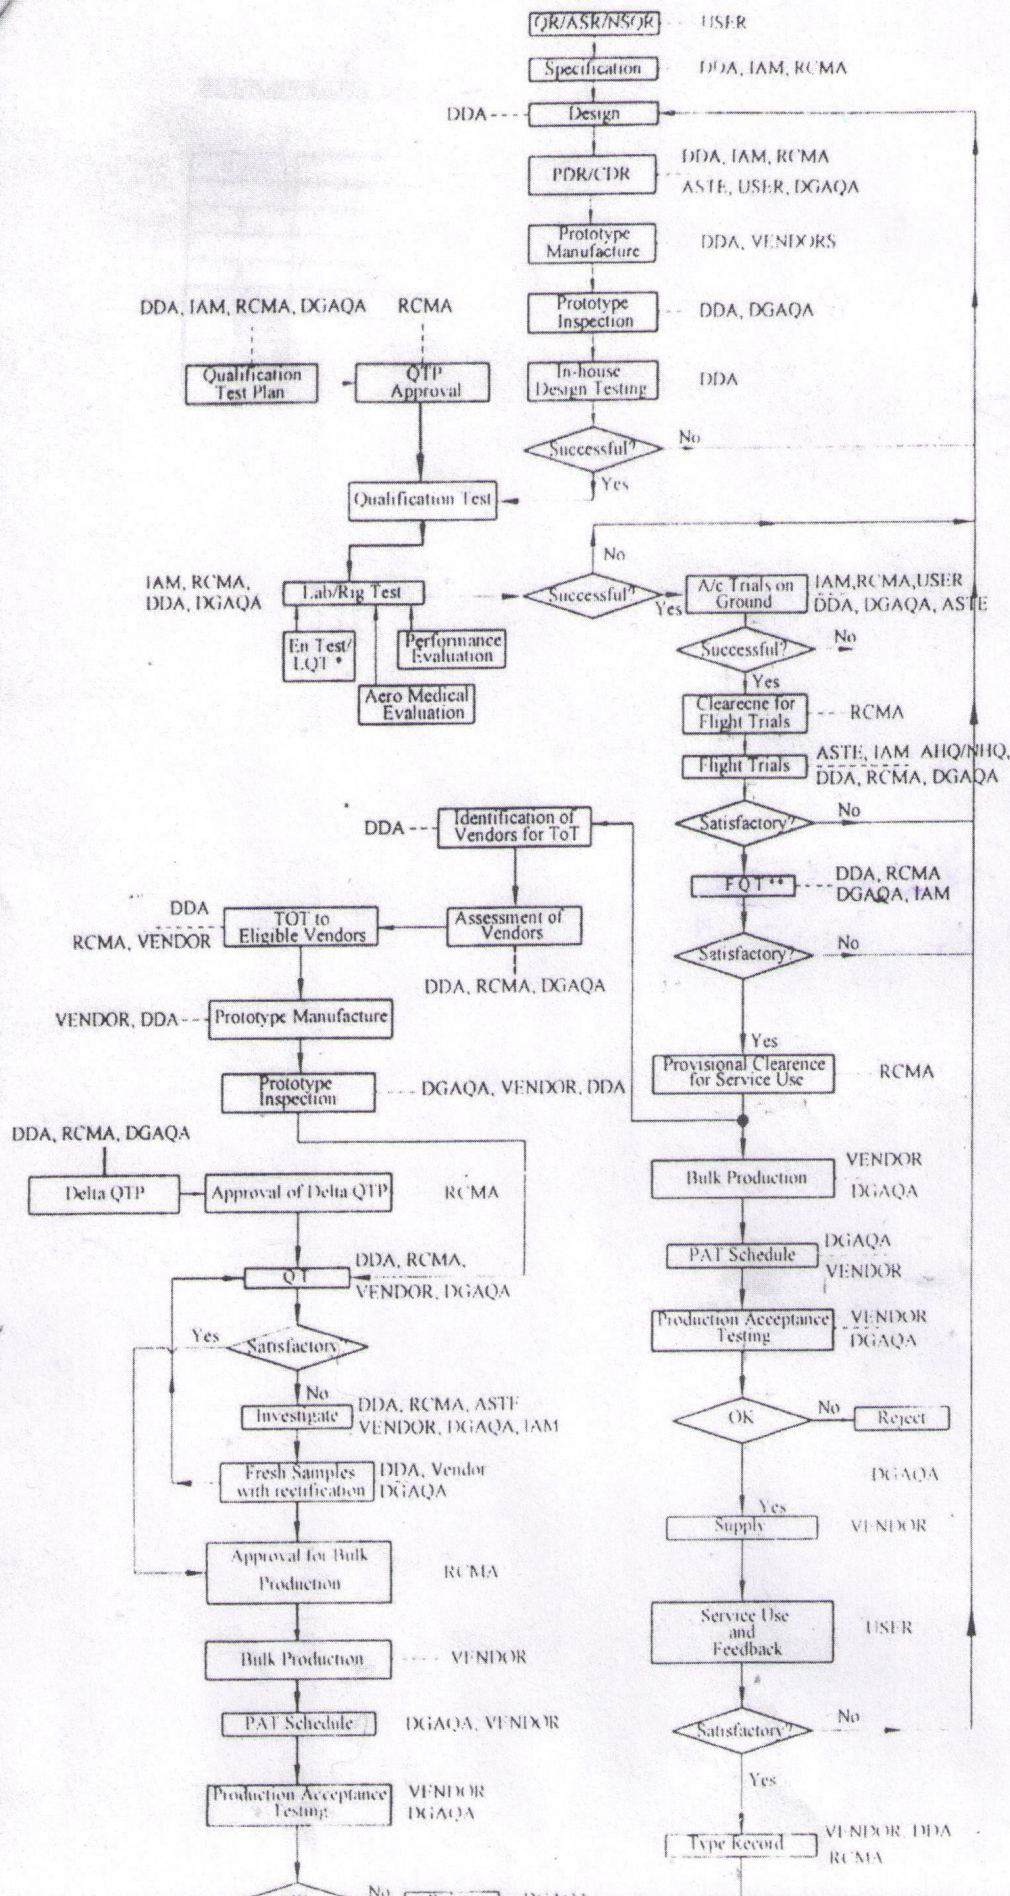 QR/ASR/NSQR USER
Specification DDA, IAM, RCMA
DDA Design
PDR/CDR DDA, IAM, RCMA
ASTE, USER, DGAQA
Prototype
Manufacture DDA, VENDORS
Prototype
Inspection DDA, DGAQA
DDA, IAM, RCMA, DGAQA RCMA
Qualification
Test Plan
QTP
Approval
In-house
Design Testing DDA
Successful? No
Yes
Qualification Test
No
IAM, RCMA,
DDA, DGAQA
Lab/Rig Test
Successful? Yes
A/c Trials on
Ground
IAM,RCMA,USER
DDA, DGAQA, ASTE
En Test/
LQT *
Performance
Evaluation
Aero Medical
Evaluation
Successful? No
Yes
Clearecne for
Flight Trials RCMA
Flight Trials
ASTE, IAM AHQ/NHQ,
DDA, RCMA, DGAQA
Satisfactory? No
DDA
Identification of
Vendors for ToT
FQT **
DDA, RCMA
DGAQA, IAM
DDA
RCMA, VENDOR
TOT to
Eligible Vendors
Assessment of
Vendors
DDA, RCMA, DGAQA
Satisfactory? No
Yes
VENDOR, DDA Prototype Manufacture
Provisional Clearence
for Service Use RCMA
Prototype
Inspection DGAQA, VENDOR, DDA
DDA, RCMA, DGAQA
Delta QTP Approval of Delta QTP RCMA
Bulk Production
VENDOR
DGAQA
PAT Schedule
DGAQA
VENDOR
QT
DDA, RCMA,
VENDOR, DGAQA
Production Acceptance
Testing
VENDOR
DGAQA
Yes Satisfactory
No
Investigate
DDA, RCMA, ASTE
VENDOR, DGAQA, IAM
OK No Reject
DGAQA
Yes
Fresh Samples
with rectification
DDA, Vendor
DGAQA
Supply VENDOR
Approval for Bulk
Production RCMA
Service Use
and
Feedback USER
Bulk Production VENDOR
PAT Schedule DGAQA, VENDOR
Satisfactory? No
Yes
Production Acceptance
Testing
VENDOR
DGAQA
Type Record
VENDOR, DDA
RCMA
No